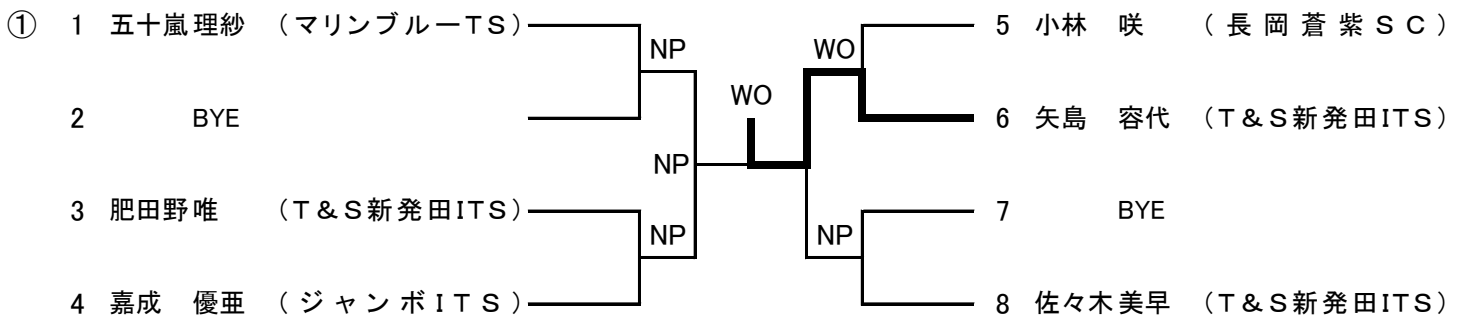 ① 1 五十嵐理紗 （マリンブルーTS） 5 小林 咲 （長岡蒼紫SC）
NP WO
WO
2 BYE 6 矢島 容代 （T＆S新発田ITS）
NP
3 肥田野唯 （T＆S新発田ITS） 7 BYE
NP NP
4 嘉成 優亜 （ジャンボITS） 8 佐々木美早 （T＆S新発田ITS）